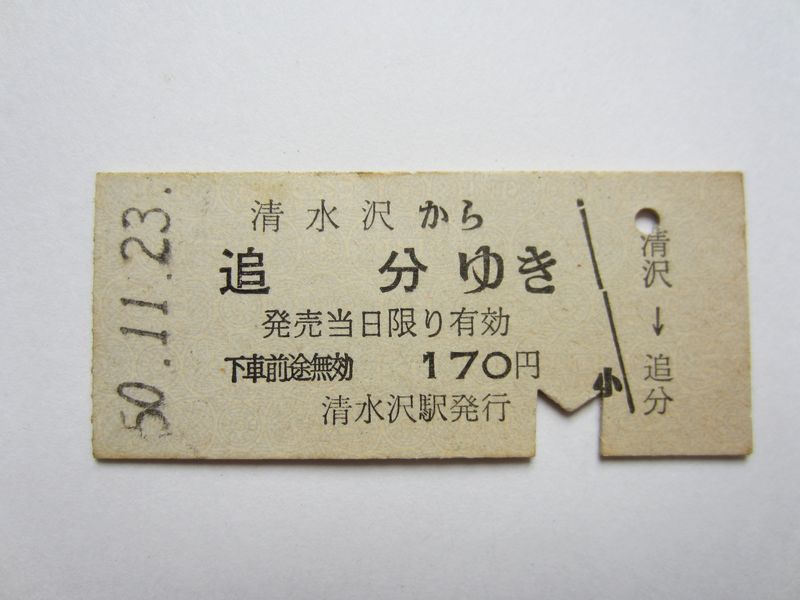 50.11.23.
清水沢から
追分ゆき
発売当日限り有効
下車前途無効 170円
清水沢駅発行
小
清沢→追分